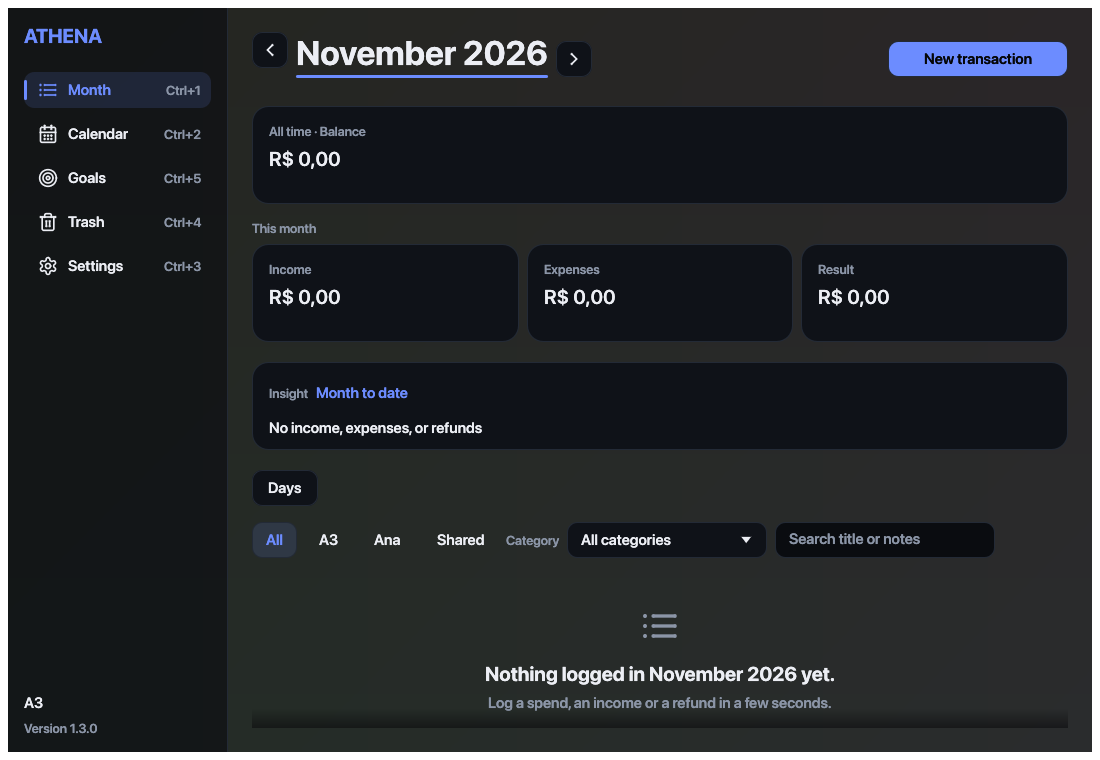 ATHENA
Month Ctrl+1
Calendar Ctrl+2
Goals Ctrl+5
Trash Ctrl+4
Settings Ctrl+3
A3
Version 1.3.0
November 2026
New transaction
All time · Balance
R$ 0,00
This month
Income
R$ 0,00
Expenses
R$ 0,00
Result
R$ 0,00
Insight Month to date
No income, expenses, or refunds
Days
All A3 Ana Shared Category All categories Search title or notes
Nothing logged in November 2026 yet.
Log a spend, an income or a refund in a few seconds.